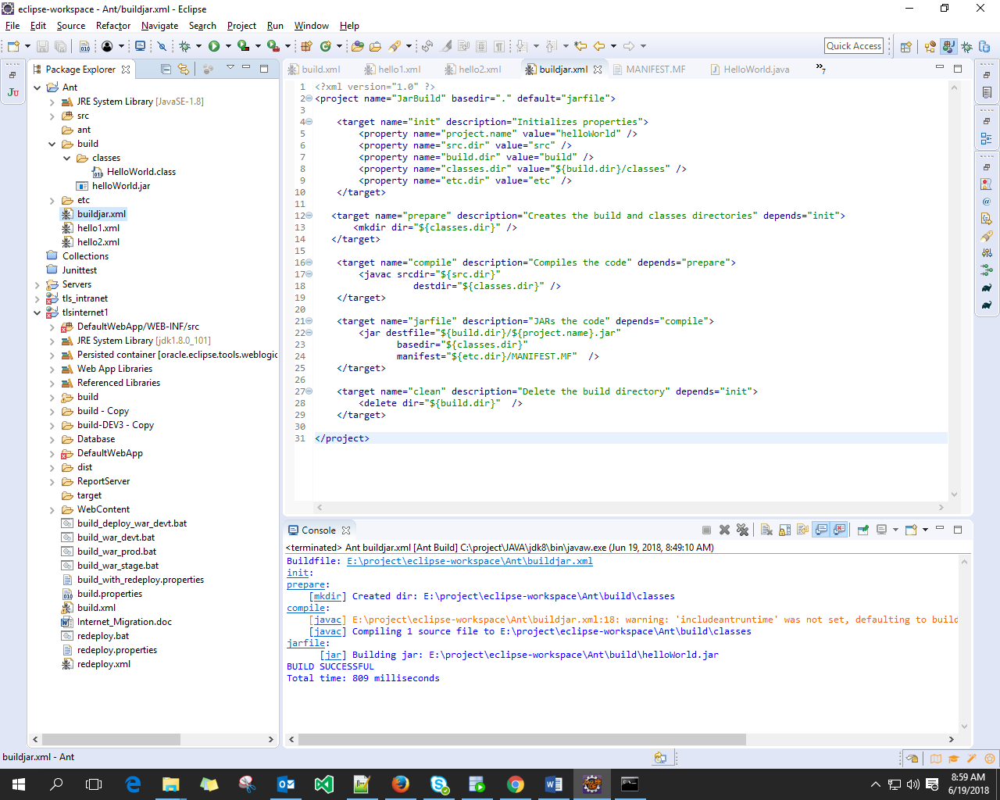 eclipse-workspace - Ant/buildjar.xml - Eclipse
File Edit Source Refactor Navigate Search Project Run Window Help
Quick Access
Package Explorer
build.xml hello1.xml hello2.xml buildjar.xml MANIFEST.MF HelloWorld.java »7
Ant
JRE System Library [JavaSE-1.8]
src
ant
build
classes
HelloWorld.class
helloWorld.jar
etc
buildjar.xml
hello1.xml
hello2.xml
Collections
Junittest
Servers
tls_intranet
tlsinternet1
DefaultWebApp/WEB-INF/src
JRE System Library [jdk1.8.0_101]
Persisted container [oracle.eclipse.tools.weblogic
Web App Libraries
Referenced Libraries
build
build - Copy
build-DEV3 - Copy
Database
DefaultWebApp
dist
ReportServer
target
WebContent
build_deploy_war_devt.bat
build_war_devt.bat
build_war_prod.bat
build_war_stage.bat
build_with_redeploy.properties
build.properties
build.xml
Internet_Migration.doc
redeploy.bat
redeploy.properties
redeploy.xml
1 <?xml version="1.0" ?>
2 <project name="JarBuild" basedir="." default="jarfile">
3
4 <target name="init" description="Initializes properties">
5 <property name="project.name" value="helloWorld" />
6 <property name="src.dir" value="src" />
7 <property name="build.dir" value="build" />
8 <property name="classes.dir" value="${build.dir}/classes" />
9 <property name="etc.dir" value="etc" />
10 </target>
11
12 <target name="prepare" description="Creates the build and classes directories" depends="init">
13 <mkdir dir="${classes.dir}" />
14 </target>
15
16 <target name="compile" description="Compiles the code" depends="prepare">
17 <javac srcdir="${src.dir}"
18 destdir="${classes.dir}" />
19 </target>
20
21 <target name="jarfile" description="JARs the code" depends="compile">
22 <jar destfile="${build.dir}/${project.name}.jar"
23 basedir="${classes.dir}"
24 manifest="${etc.dir}/MANIFEST.MF" />
25 </target>
26
27 <target name="clean" description="Delete the build directory" depends="init">
28 <delete dir="${build.dir}" />
29 </target>
30
31 </project>
Console
<terminated> Ant buildjar.xml [Ant Build] C:\project\JAVA\jdk8\bin\javaw.exe (Jun 19, 2018, 8:49:10 AM)
Buildfile: E:\project\eclipse-workspace\Ant\buildjar.xml
init:
prepare:
[mkdir] Created dir: E:\project\eclipse-workspace\Ant\build\classes
compile:
[javac] E:\project\eclipse-workspace\Ant\buildjar.xml:18: warning: 'includeantruntime' was not set, defaulting to build
[javac] Compiling 1 source file to E:\project\eclipse-workspace\Ant\build\classes
jarfile:
[jar] Building jar: E:\project\eclipse-workspace\Ant\build\helloWorld.jar
BUILD SUCCESSFUL
Total time: 809 milliseconds
buildjar.xml - Ant
8:59 AM
6/19/2018